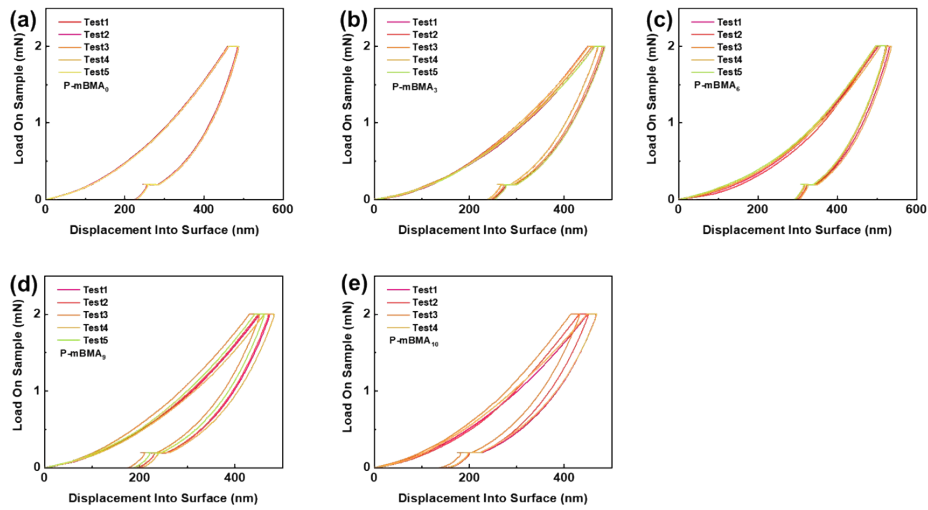 (a)
Test1
Test2
Test3
Test4
Test5
P-mBMA₀
Load On Sample (mN)
2
1
0
0 200 400 600
Displacement Into Surface (nm)
(b)
Test1
Test2
Test3
Test4
Test5
P-mBMA₃
Load On Sample (mN)
2
1
0
0 200 400
Displacement Into Surface (nm)
(c)
Test1
Test2
Test3
Test4
Test5
P-mBMA₆
Load On Sample (mN)
2
1
0
0 200 400 600
Displacement Into Surface (nm)
(d)
Test1
Test2
Test3
Test4
Test5
P-mBMA₉
Load On Sample (mN)
2
1
0
0 200 400
Displacement Into Surface (nm)
(e)
Test1
Test2
Test3
Test4
P-mBMA₁₀
Load On Sample (mN)
2
1
0
0 200 400
Displacement Into Surface (nm)